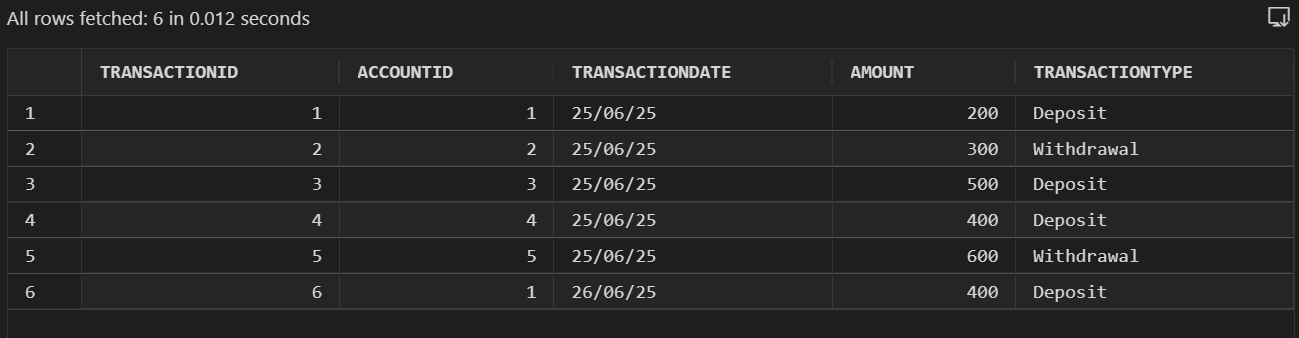 All rows fetched: 6 in 0.012 seconds
TRANSACTIONID ACCOUNTID TRANSACTIONDATE AMOUNT TRANSACTIONTYPE
1 1 1 25/06/25 200 Deposit
2 2 2 25/06/25 300 Withdrawal
3 3 3 25/06/25 500 Deposit
4 4 4 25/06/25 400 Deposit
5 5 5 25/06/25 600 Withdrawal
6 6 1 26/06/25 400 Deposit